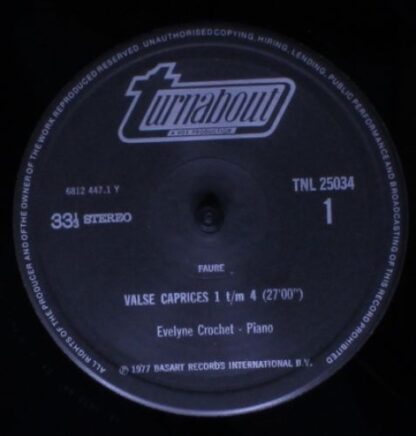 ALL RIGHTS OF THE PRODUCER AND OF THE OWNER OF THE WORK REPRODUCED RESERVED. UNAUTHORISED COPYING, HIRING, LENDING, PUBLIC PERFORMANCE AND BROADCASTING OF THIS RECORD PROHIBITED
turnabout
A VOX PRODUCTION
6812 447.1 Y
TNL 25034
33⅓ STEREO
1
FAURE
VALSE CAPRICES 1 t/m 4 (27'00")
Evelyne Crochet - Piano
℗ 1977 BASART RECORDS INTERNATIONAL B.V.